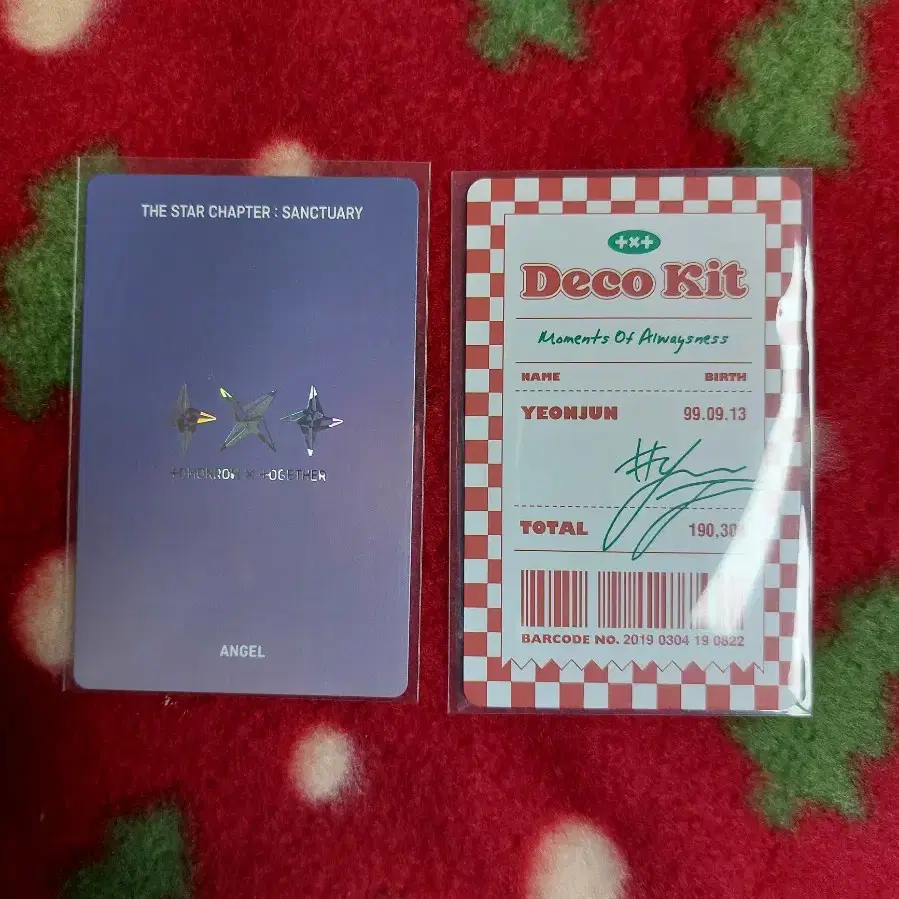 THE STAR CHAPTER : SANCTUARY
TOMORROW × TOGETHER
ANGEL
TXT
Deco Kit
Moments Of Alwaysness
NAME BIRTH
YEONJUN 99.09.13
TOTAL 190,30
BARCODE NO. 2019 0304 19 0822